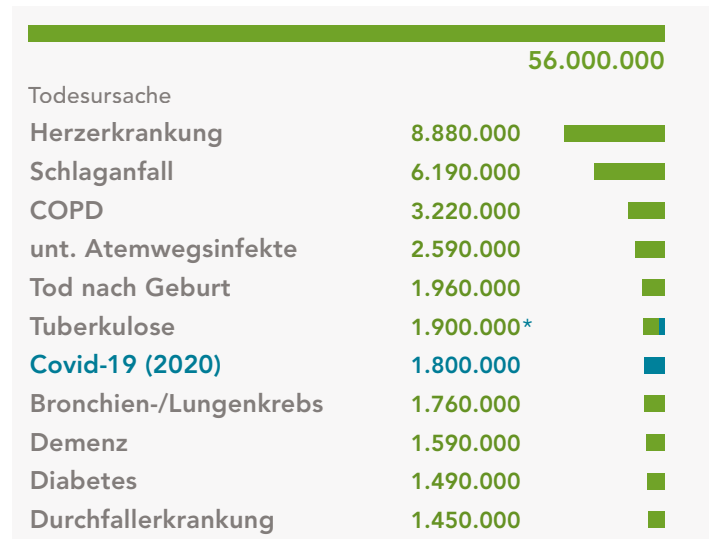 56.000.000
Todesursache
Herzerkrankung 8.880.000
Schlaganfall 6.190.000
COPD 3.220.000
unt. Atemwegsinfekte 2.590.000
Tod nach Geburt 1.960.000
Tuberkulose 1.900.000*
Covid-19 (2020) 1.800.000
Bronchien-/Lungenkrebs 1.760.000
Demenz 1.590.000
Diabetes 1.490.000
Durchfallerkrankung 1.450.000